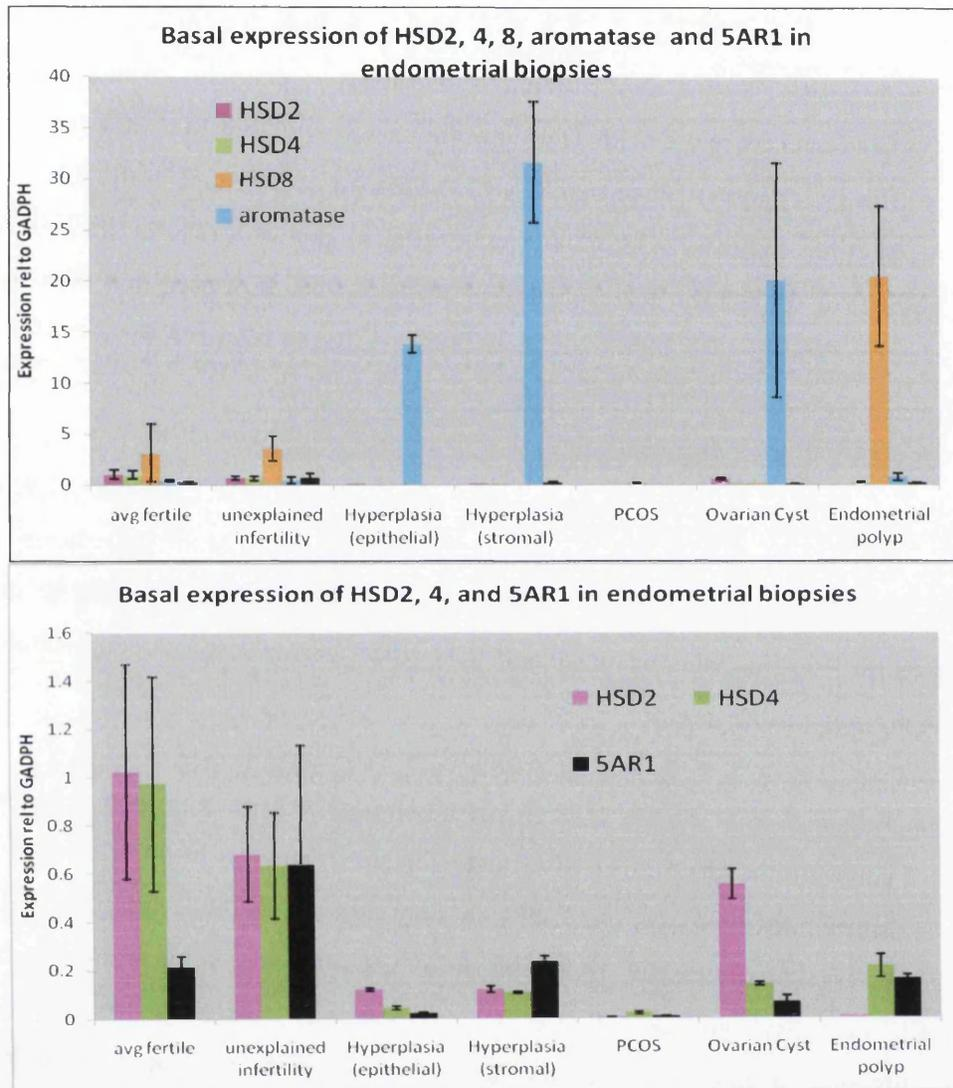 Basal expression of HSD2, 4, 8, aromatase and 5AR1 in
endometrial biopsies
Expression rel to GADPH
40
35
30
25
20
15
10
5
0
HSD2
HSD4
HSD8
aromatase
avg fertile
unexplained
infertility
Hyperplasia
(epithelial)
Hyperplasia
(stromal)
PCOS
Ovarian Cyst
Endometrial
polyp
Basal expression of HSD2, 4, and 5AR1 in endometrial biopsies
Expression rel to GADPH
1.6
1.4
1.2
1
0.8
0.6
0.4
0.2
0
HSD2
HSD4
5AR1
avg fertile
unexplained
infertility
Hyperplasia
(epithelial)
Hyperplasia
(stromal)
PCOS
Ovarian Cyst
Endometrial
polyp